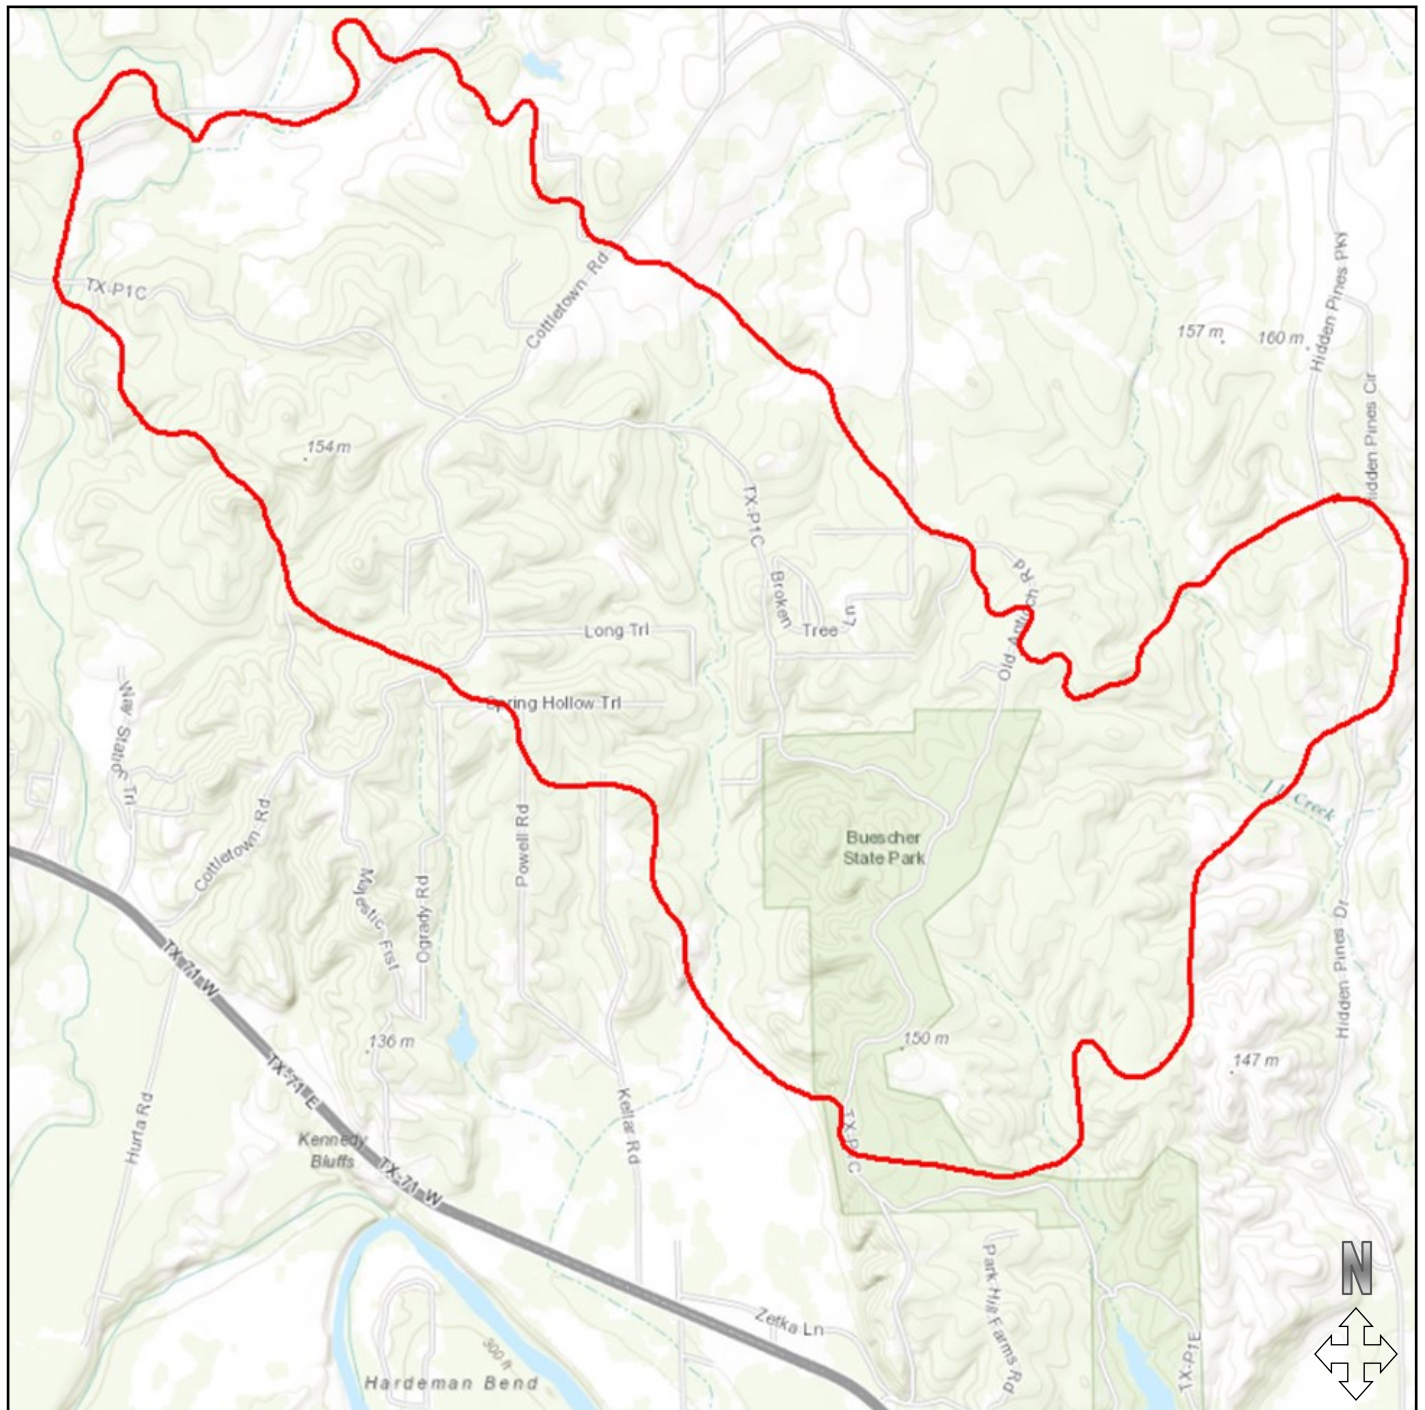 Hidden Pines Pky
157 m
160 m
TX-P1C
Cottletown Rd
Hidden Pines Cir
154 m
TX-P1C
Old Antioch Rd
Broken
Tree
Ln
Long Trl
Spring Hollow Trl
Way Station Trl
J D Creek
Buescher
State Park
Cottletown Rd
Powell Rd
Majestic Frst
Ogrady Rd
Hidden Pines Dr
TX-71 W
136 m
150 m
147 m
TX-71 E
Hurta Rd
Kellar Rd
TX-P1C
Kennedy
Bluffs
TX-71 W
N
Park Hill Farms Rd
Zetka Ln
TX-P1E
300 ft
Hardeman Bend